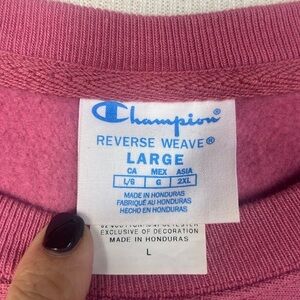 Champion
REVERSE WEAVE®
LARGE
CA MEX ASIA
L/G G 2XL
MADE IN HONDURAS
FABRIQUÉ AU HONDURAS
HECHO EN HONDURAS
EXCLUSIVE OF DECORATION
MADE IN HONDURAS
L